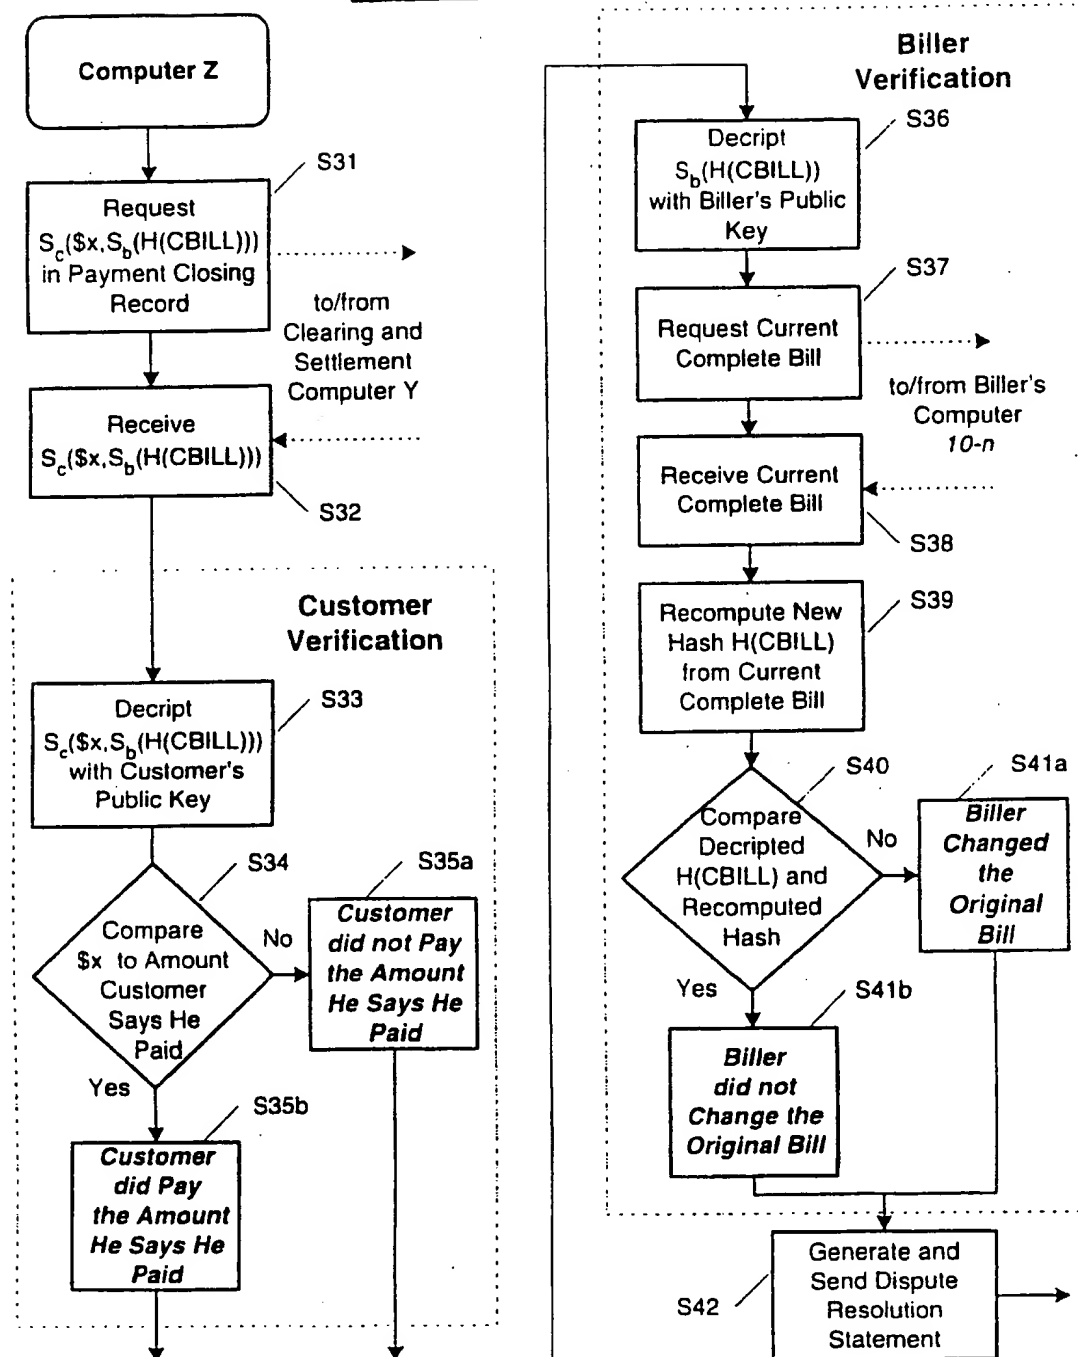 Computer Z
S31
Request
Sc($x,Sb(H(CBILL)))
in Payment Closing
Record
to/from
Clearing and
Settlement
Computer Y
Receive
Sc($x,Sb(H(CBILL)))
S32
Customer
Verification
S33
Decript
Sc($x,Sb(H(CBILL)))
with Customer's
Public Key
S34
Compare
$x to Amount
Customer
Says He
Paid
No
S35a
Customer
did not Pay
the Amount
He Says He
Paid
Yes
S35b
Customer
did Pay
the Amount
He Says He
Paid
Biller
Verification
S36
Decript
Sb(H(CBILL))
with Biller's Public
Key
S37
Request Current
Complete Bill
to/from Biller's
Computer
10-n
Receive Current
Complete Bill
S38
S39
Recompute New
Hash H(CBILL)
from Current
Complete Bill
S40
Compare
Decripted
H(CBILL) and
Recomputed
Hash
No
S41a
Biller
Changed
the
Original
Bill
Yes
S41b
Biller
did not
Change the
Original Bill
Generate and
Send Dispute
Resolution
Statement
S42